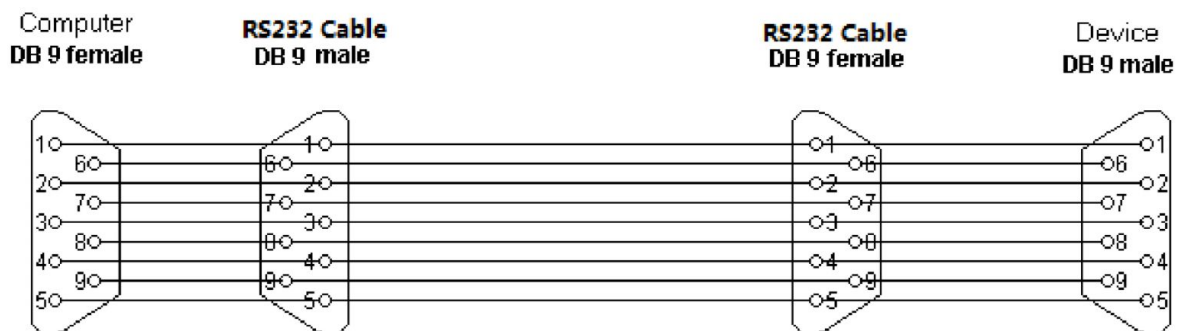 Computer
DB 9 female
RS232 Cable
DB 9 male
RS232 Cable
DB 9 female
Device
DB 9 male
1 1 1 1
6 6 6 6
2 2 2 2
7 7 7 7
3 3 3 3
8 8 8 8
4 4 4 4
9 9 9 9
5 5 5 5